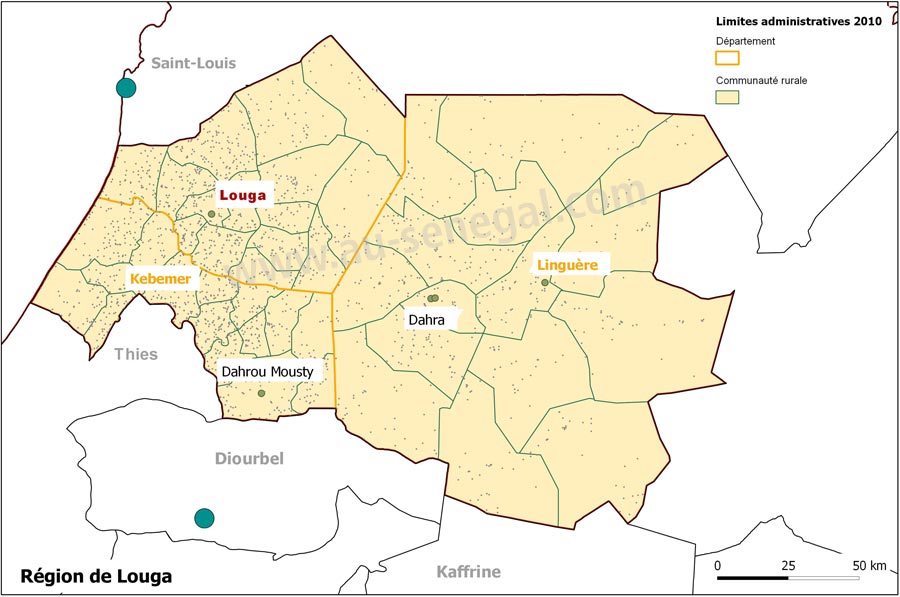 Limites administratives 2010
Département
Communauté rurale
Saint-Louis
Louga
www.au-senegal.com
Linguère
Kebemer
Dahra
Thies
Dahrou Mousty
Diourbel
Kaffrine
Région de Louga
0 25 50 km